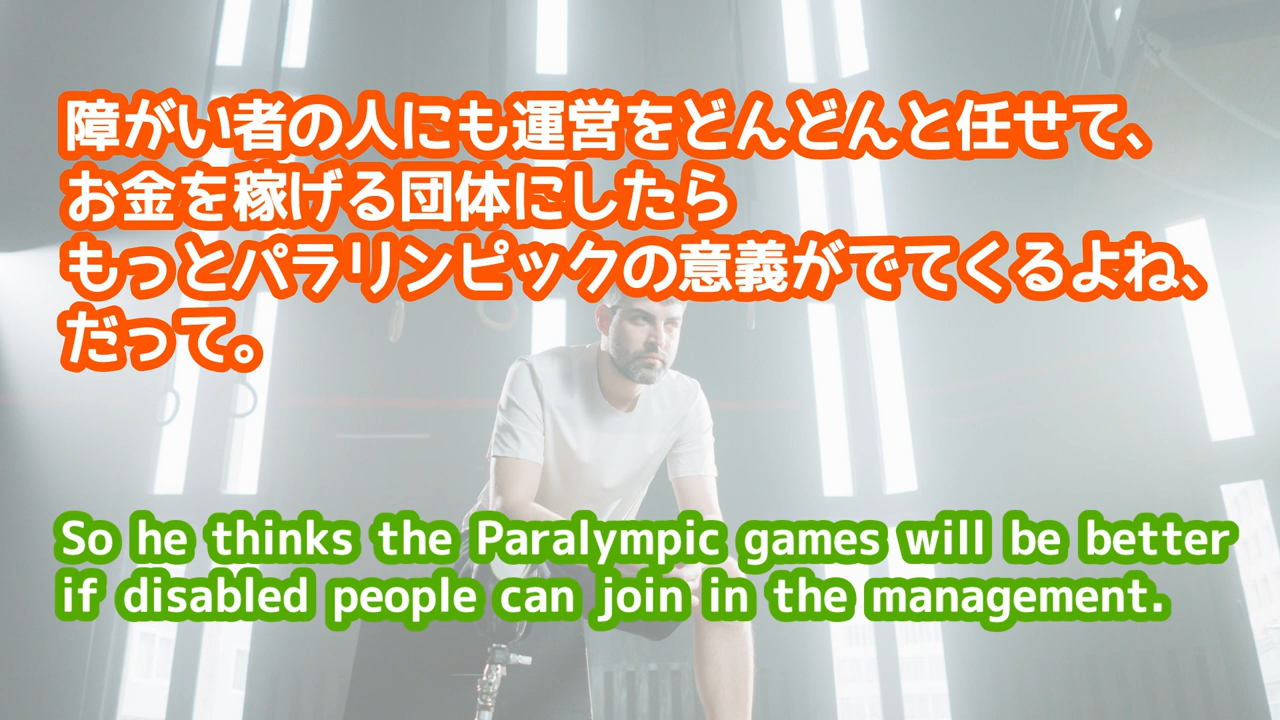 障がい者の人にも運営をどんどんと任せて、
お金を稼げる団体にしたら
もっとパラリンピックの意義がでてくるよね、
だって。
So he thinks the Paralympic games will be better
if disabled people can join in the management.